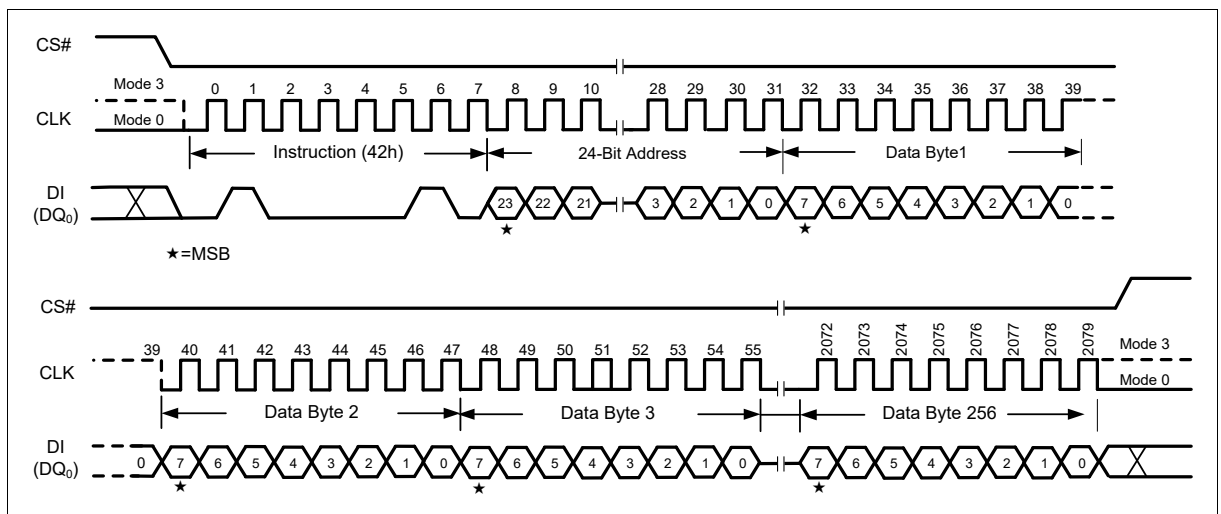 CS#
Mode 3
0 1 2 3 4 5 6 7 8 9 10 28 29 30 31 32 33 34 35 36 37 38 39
CLK
Mode 0
Instruction (42h) 24-Bit Address Data Byte1
DI
(DQ0)
23 22 21 3 2 1 0 7 6 5 4 3 2 1 0
★ ★
★=MSB
CS#
39 40 41 42 43 44 45 46 47 48 49 50 51 52 53 54 55 2072 2073 2074 2075 2076 2077 2078 2079
Mode 3
CLK
Mode 0
Data Byte 2 Data Byte 3 Data Byte 256
DI
(DQ0)
0 7 6 5 4 3 2 1 0 7 6 5 4 3 2 1 0 7 6 5 4 3 2 1 0
★ ★ ★